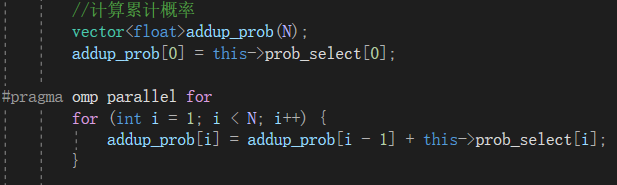 //计算累计概率
vector<float>addup_prob(N);
addup_prob[0] = this->prob_select[0];
#pragma omp parallel for
for (int i = 1; i < N; i++) {
addup_prob[i] = addup_prob[i - 1] + this->prob_select[i];
}